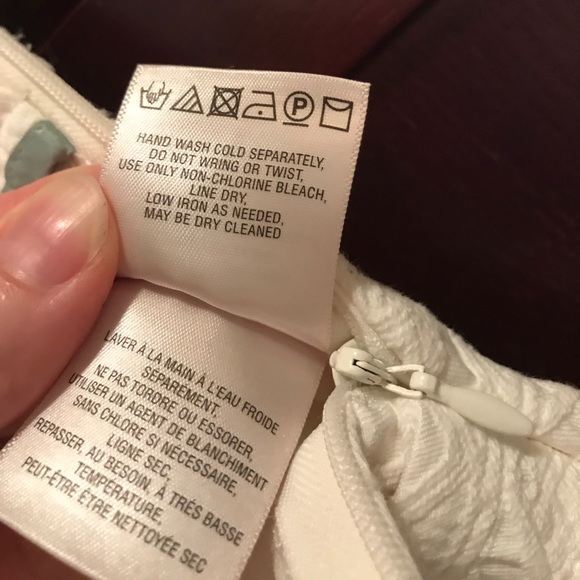 P
HAND WASH COLD SEPARATELY,
DO NOT WRING OR TWIST,
USE ONLY NON-CHLORINE BLEACH,
LINE DRY,
LOW IRON AS NEEDED,
MAY BE DRY CLEANED
LAVER À LA MAIN À L'EAU FROIDE
SÉPARÉMENT.
NE PAS TORDRE OU ESSORER,
UTILISER UN AGENT DE BLANCHIMENT
SANS CHLORE SI NECESSAIRE,
LIGNE SEC,
REPASSER, AU BESOIN, À TRÉS BASSE
TEMPÉRATURE,
PEUT-ÊTRE ÊTRE NETTOYÉE SEC